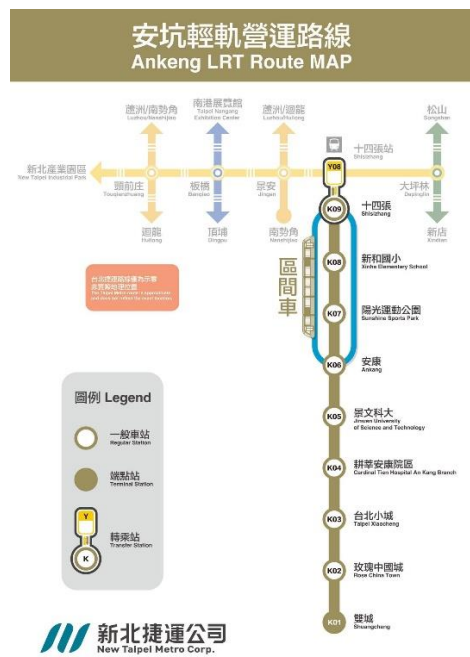 安坑輕軌營運路線
Ankeng LRT Route MAP
蘆洲/南勢角
Luzhou/Nanshijiao
南港展覽館
Taipei Nangang
Exhibition Center
蘆洲/迴龍
Luzhou/Huilong
松山
Songshan
新北產業園區
New Taipei Industrial Park
Y08
十四張站
Shisizhang
頭前庄
Touqianzhuang
板橋
Banqiao
景安
Jingan
大坪林
Dapinglin
迴龍
Huilong
頂埔
Dingpu
南勢角
Nanshijiao
新店
Xindian
K09
十四張
Shisizhang
區間車
K08
新和國小
Xinhe Elementary School
K07
陽光運動公園
Sunshine Sports Park
K06
安康
Ankang
K05
景文科大
Jinwen University
of Science and Technology
K04
耕莘安康院區
Cardinal Tien Hospital An Kang Branch
K03
台北小城
Taipei Xiaocheng
K02
玫瑰中國城
Rose China Town
K01
雙城
Shuangcheng
圖例 Legend
一般車站
Regular Station
端點站
Terminal Station
Y
K
轉乘站
Transfer Station
新北捷運公司
New Taipei Metro Corp.